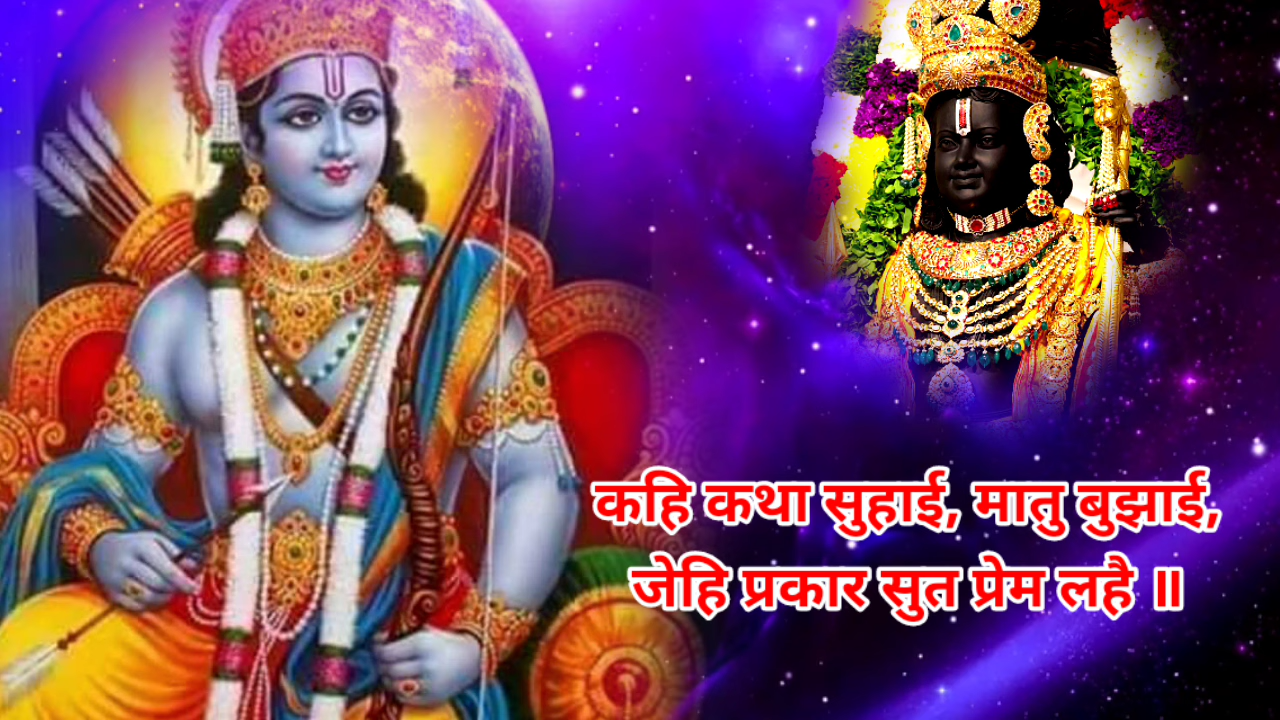 कहि कथा सुहाई, मातु बुझाई,
जेहि प्रकार सुत प्रेम लहै ॥